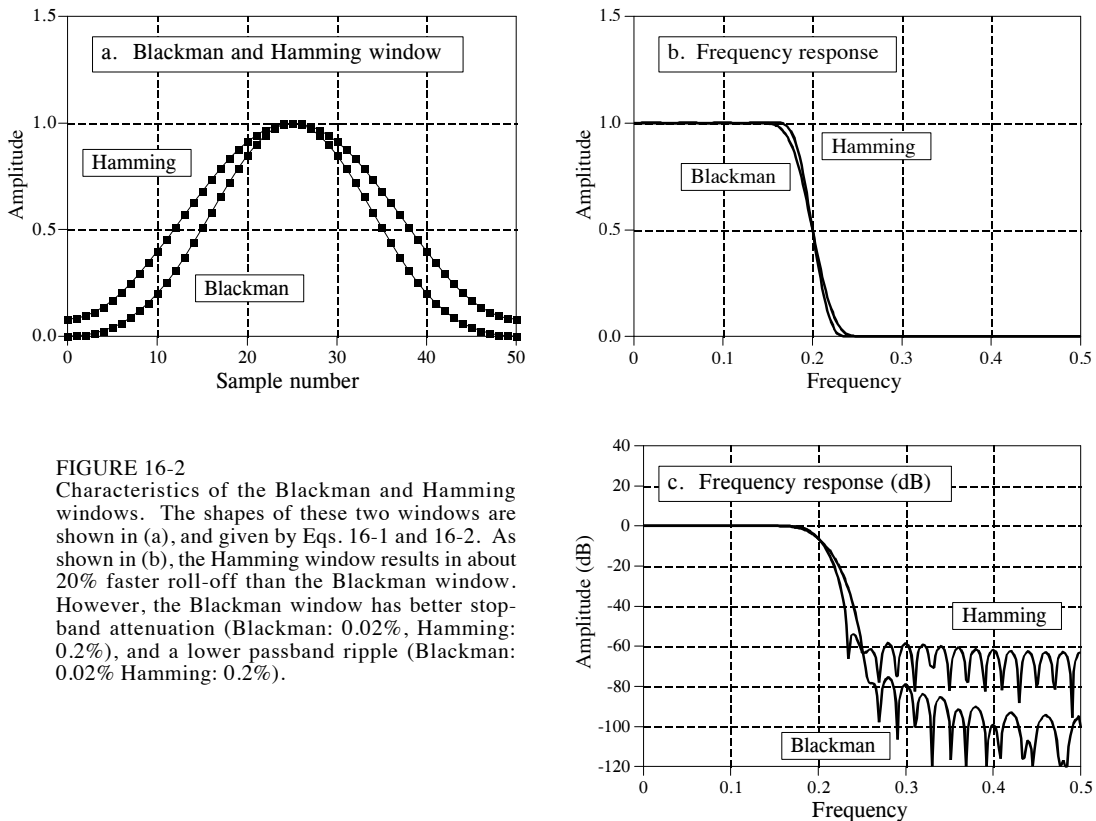 1.5
1.0
0.5
0.0
Amplitude
a. Blackman and Hamming window
Hamming
Blackman
0
10
20
30
40
50
Sample number
1.5
1.0
0.5
0.0
Amplitude
b. Frequency response
Hamming
Blackman
0
0.1
0.2
0.3
0.4
0.5
Frequency
FIGURE 16-2
Characteristics of the Blackman and Hamming
windows. The shapes of these two windows are
shown in (a), and given by Eqs. 16-1 and 16-2. As
shown in (b), the Hamming window results in about
20% faster roll-off than the Blackman window.
However, the Blackman window has better stop-
band attenuation (Blackman: 0.02%, Hamming:
0.2%), and a lower passband ripple (Blackman:
0.02% Hamming: 0.2%).
40
20
0
-20
-40
-60
-80
-100
-120
Amplitude (dB)
c. Frequency response (dB)
Hamming
Blackman
0
0.1
0.2
0.3
0.4
0.5
Frequency